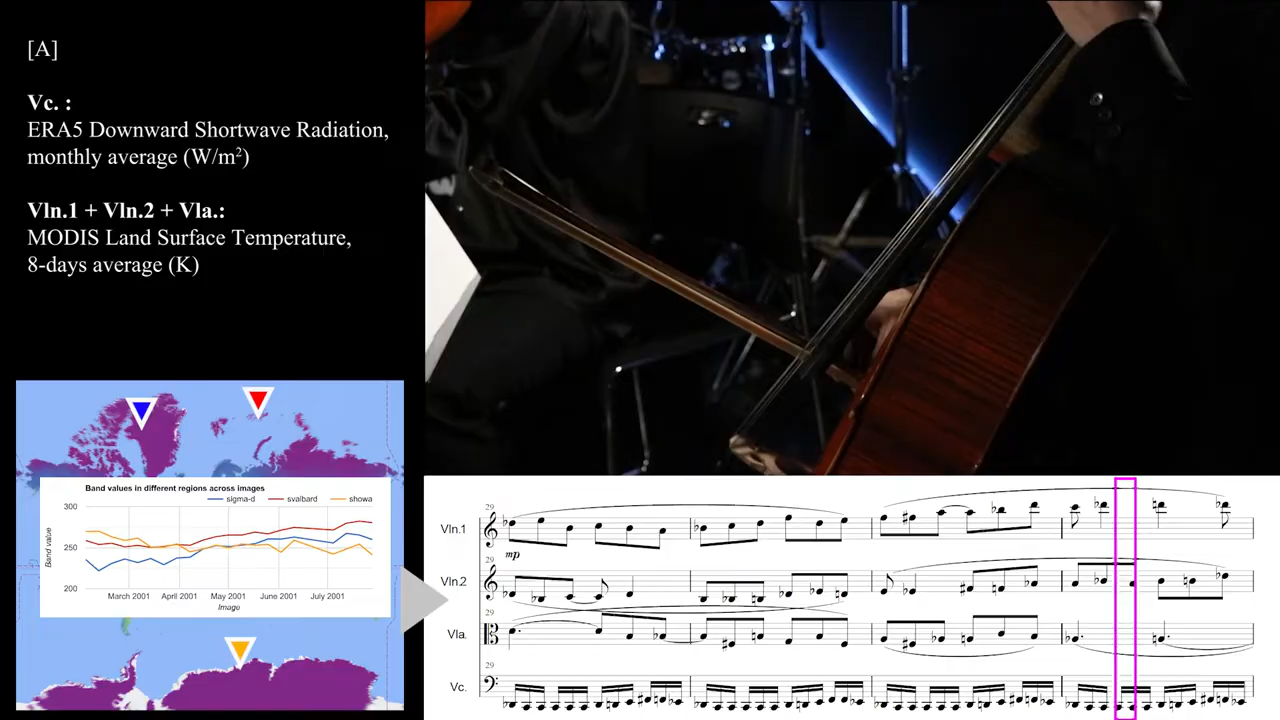 [A]
Vc. :
ERA5 Downward Shortwave Radiation,
monthly average (W/m²)
Vln.1 + Vln.2 + Vla.:
MODIS Land Surface Temperature,
8-days average (K)
Band values in different regions across images
sigma-d svalbard showa
300
250
200
Band value
March 2001 April 2001 May 2001 June 2001 July 2001
Image
29
Vln.1
mp
29
Vln.2
29
Vla.
29
Vc.